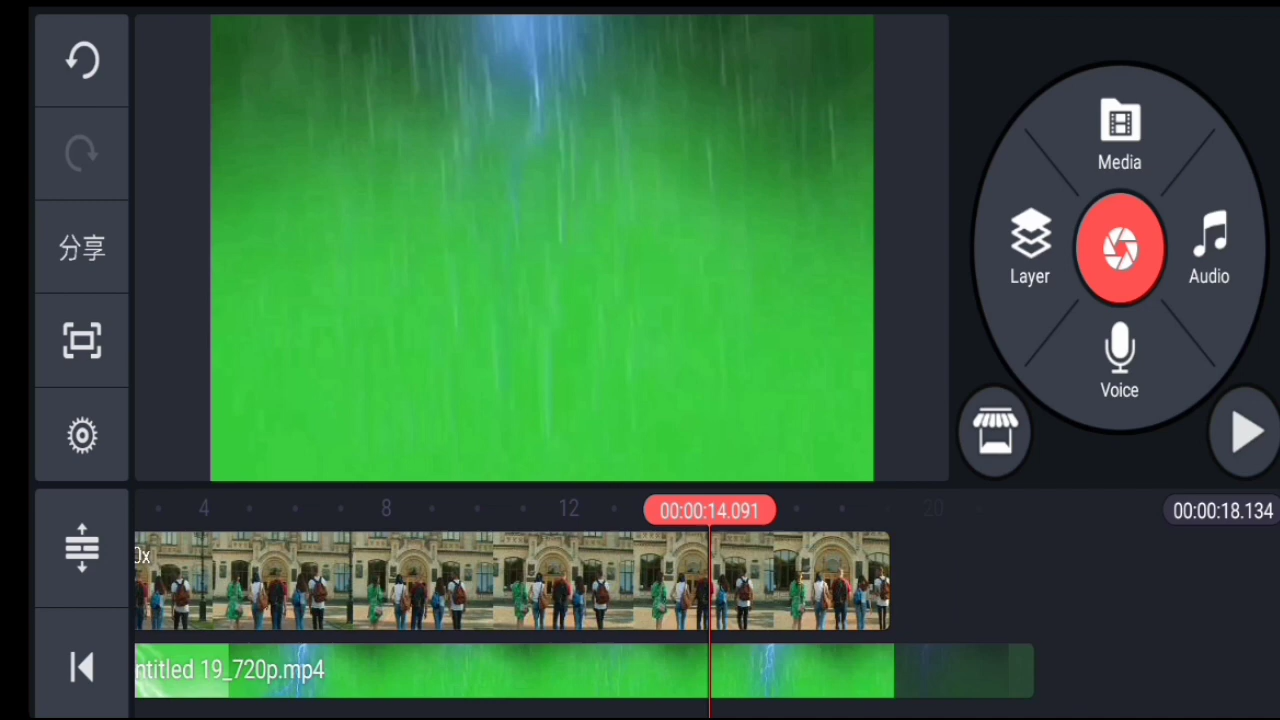 Media
分享
Layer
Audio
Voice
4
8
12
00:00:14.091
20
00:00:18.134
0x
ntitled 19_720p.mp4